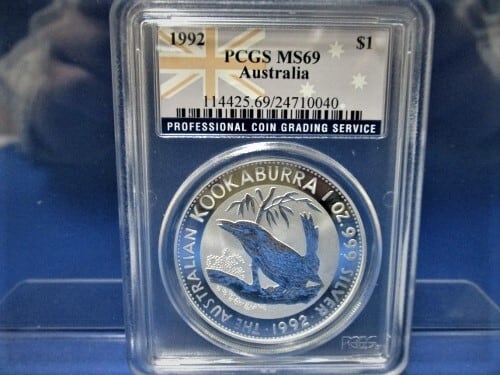 1992 $1
PCGS MS69
Australia
114425.69/24710040
PROFESSIONAL COIN GRADING SERVICE
THE AUSTRALIAN KOOKABURRA 1 OZ. 999 SILVER · 1992 ·
PCGS